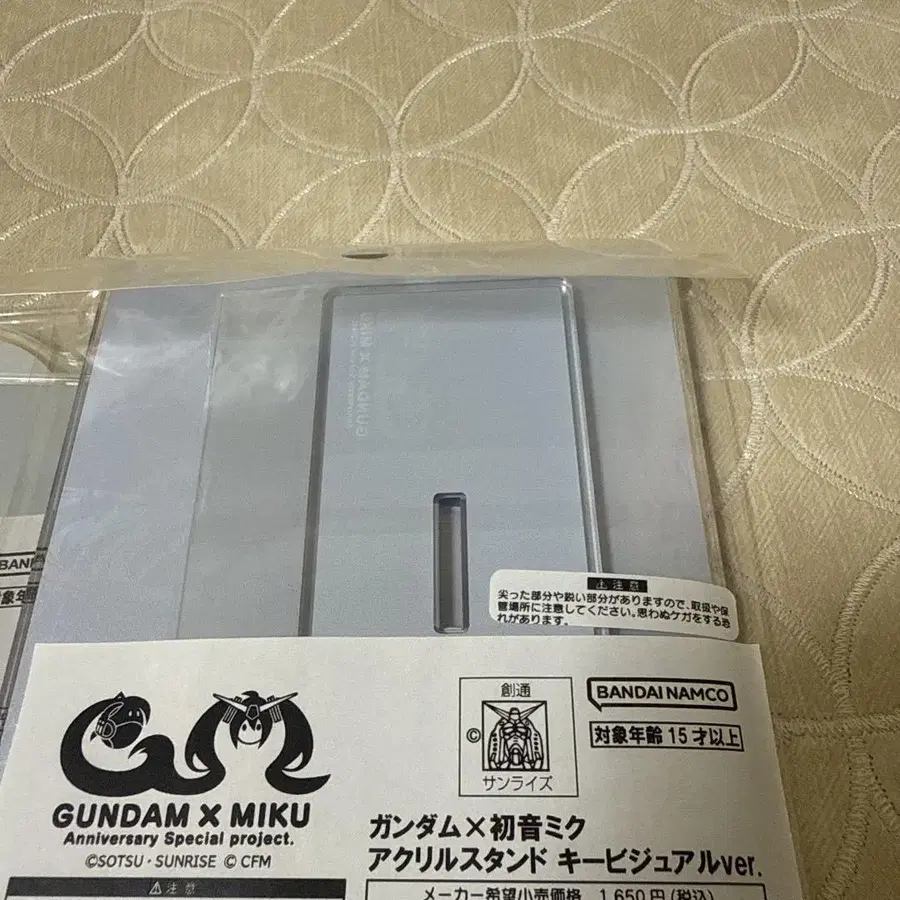 GUNDAM X MIKU
⚠注意
尖った部分や鋭い部分がありますので、取扱や保
管場所に注意してください。思わぬケガをする恐
れがあります。
BANDAI NAMCO
対象年齢 15才以上
創通
©
サンライズ
GUNDAM X MIKU
Anniversary Special project.
©SOTSU・SUNRISE © CFM
ガンダム×初音ミク
アクリルスタンド キービジュアルver.
⚠注意
メーカー希望小売価格 1,650円(税込)
BANI
象年齢